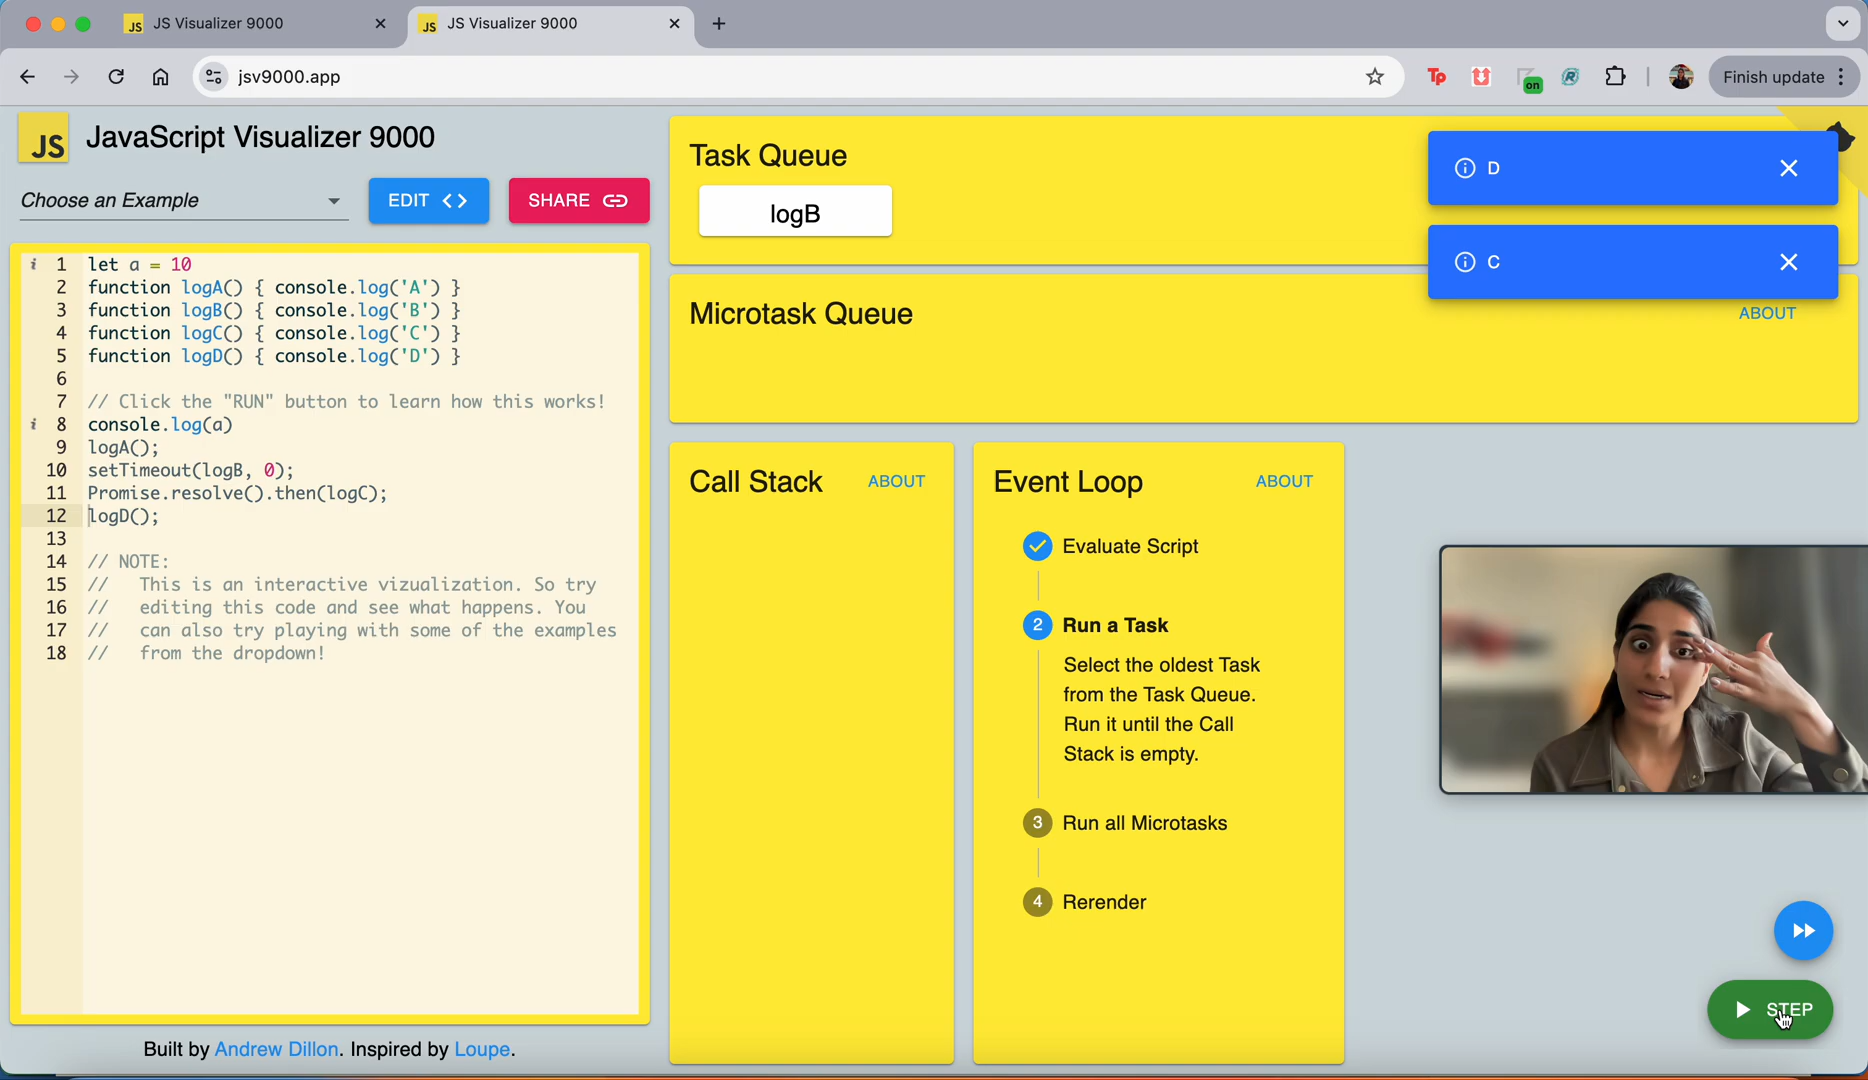 JS Visualizer 9000
JS Visualizer 9000
jsv9000.app
Tp
on
Finish update
JS
JavaScript Visualizer 9000
Choose an Example
EDIT <>
SHARE
1 let a = 10
2 function logA() { console.log('A') }
3 function logB() { console.log('B') }
4 function logC() { console.log('C') }
5 function logD() { console.log('D') }
6
7 // Click the "RUN" button to learn how this works!
8 console.log(a)
9 logA();
10 setTimeout(logB, 0);
11 Promise.resolve().then(logC);
12 logD();
13
14 // NOTE:
15 // This is an interactive vizualization. So try
16 // editing this code and see what happens. You
17 // can also try playing with some of the examples
18 // from the dropdown!
Built by Andrew Dillon. Inspired by Loupe.
Task Queue
logB
D
C
Microtask Queue
ABOUT
Call Stack
ABOUT
Event Loop
ABOUT
Evaluate Script
2 Run a Task
Select the oldest Task
from the Task Queue.
Run it until the Call
Stack is empty.
3 Run all Microtasks
4 Rerender
STEP